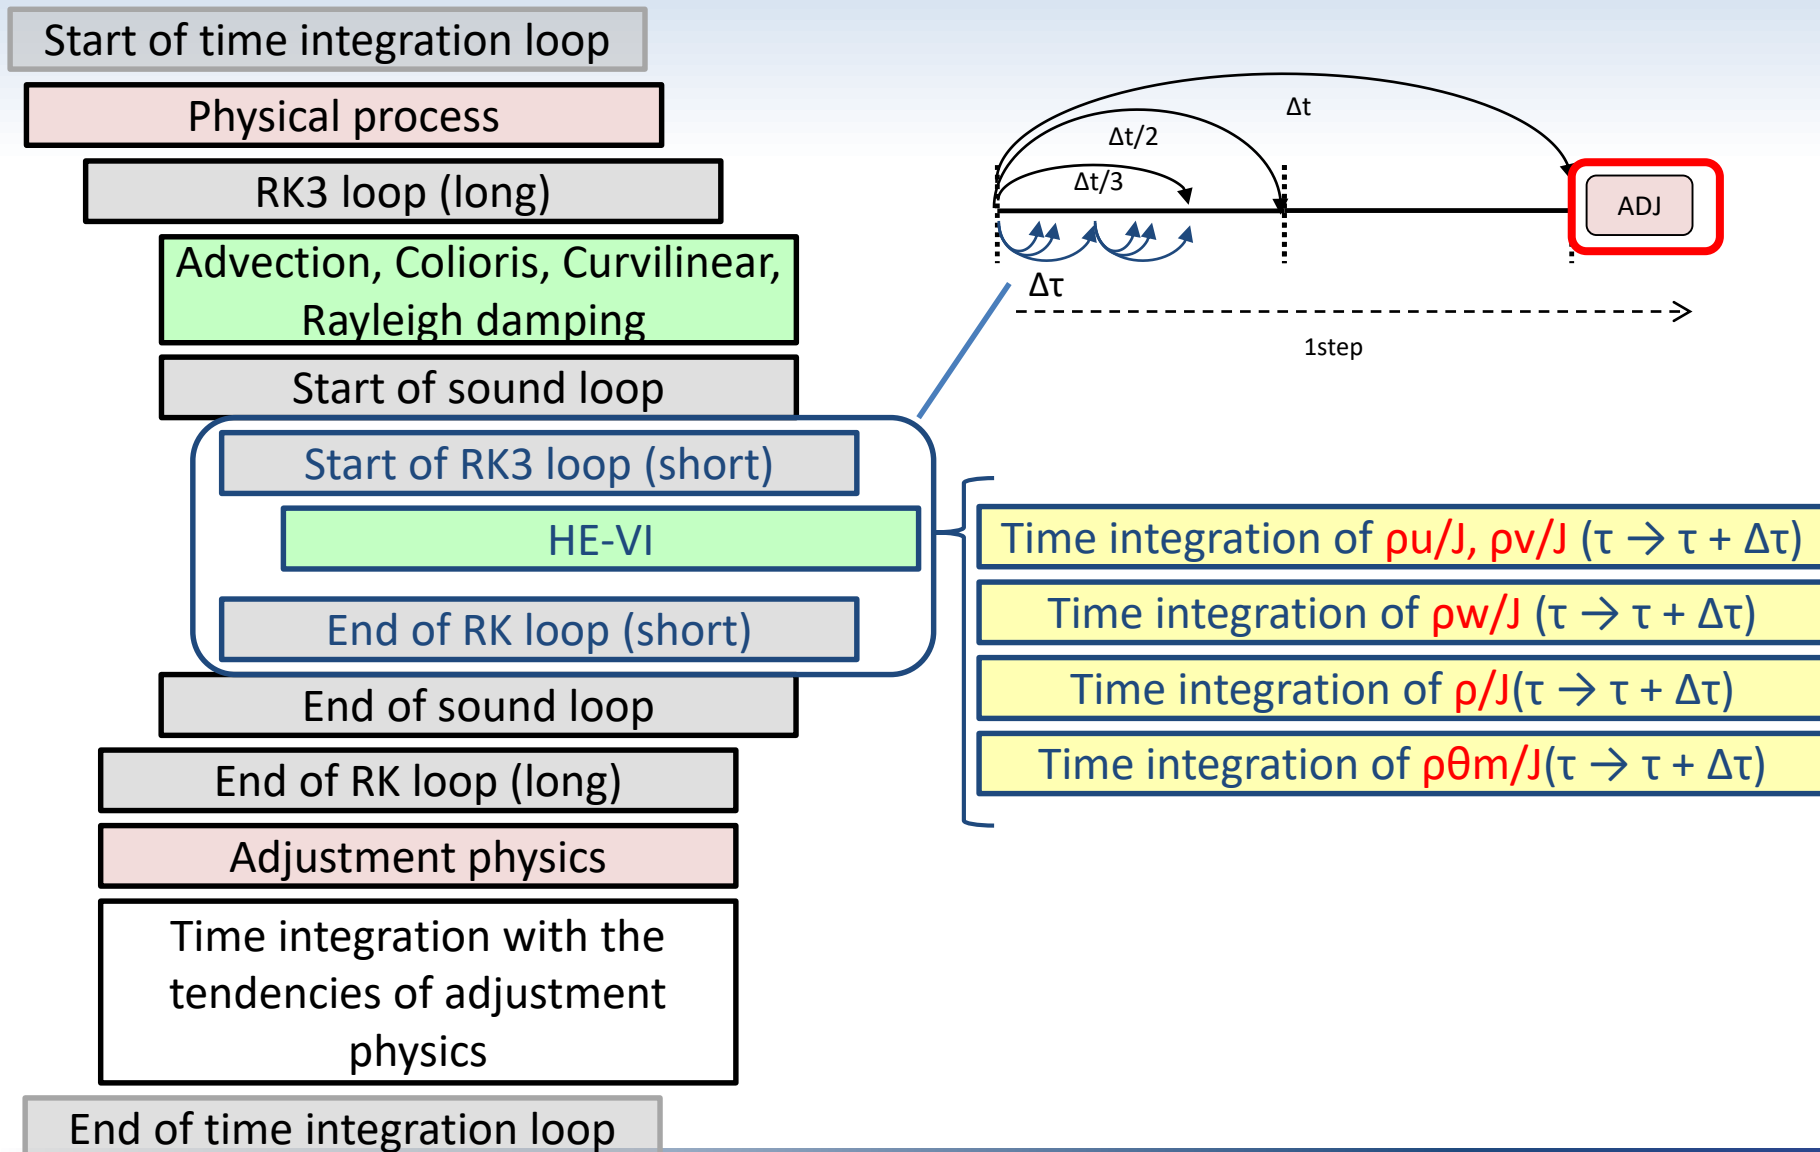 Start of time integration loop
Physical process
RK3 loop (long)
Advection, Colioris, Curvilinear,
Rayleigh damping
Start of sound loop
Start of RK3 loop (short)
HE-VI
End of RK loop (short)
End of sound loop
End of RK loop (long)
Adjustment physics
Time integration with the
tendencies of adjustment
physics
End of time integration loop
Δt
Δt/2
Δt/3
ADJ
Δτ
1step
Time integration of ρu/J, ρv/J (τ → τ + Δτ)
Time integration of ρw/J (τ → τ + Δτ)
Time integration of ρ/J(τ → τ + Δτ)
Time integration of ρθm/J(τ → τ + Δτ)